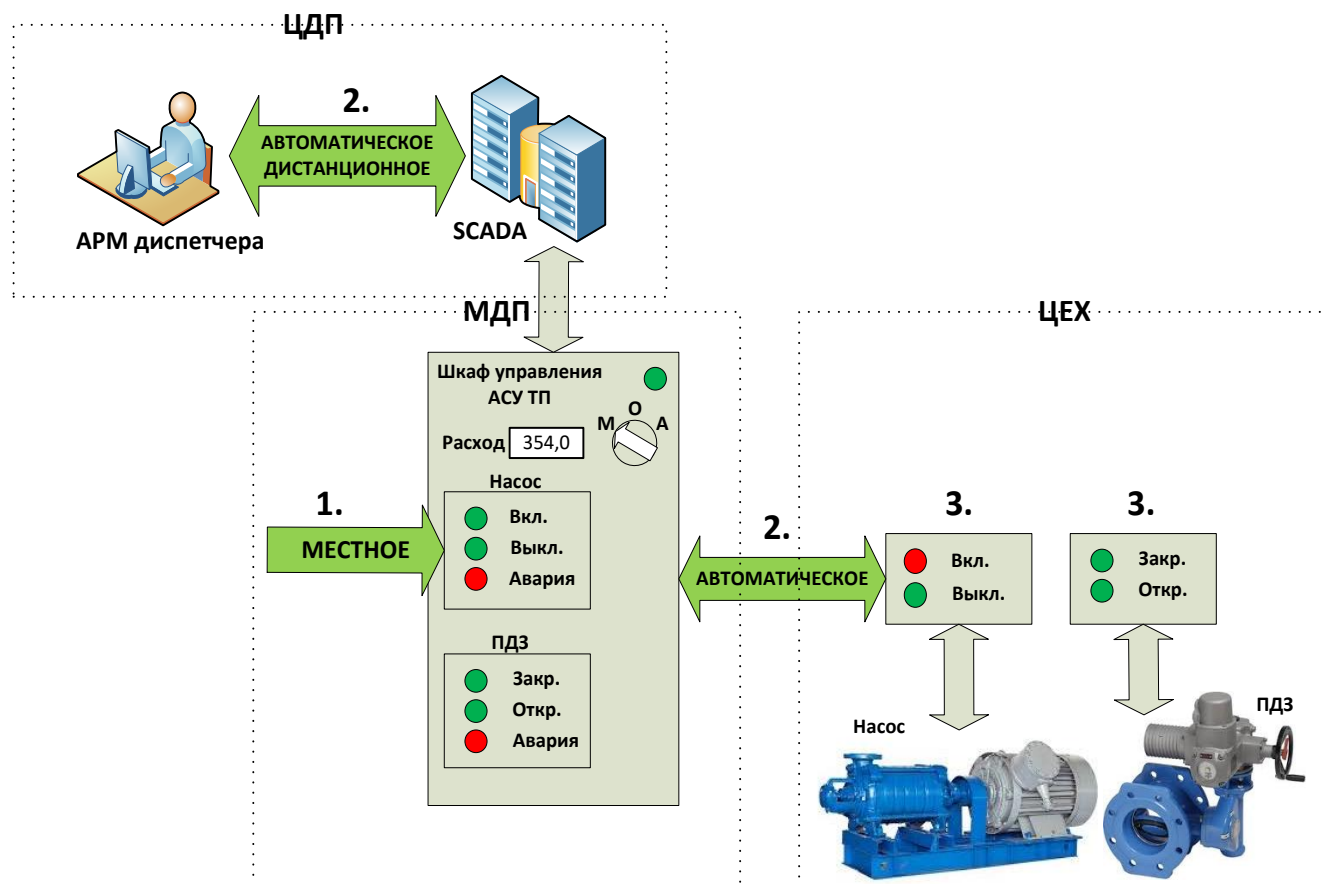 ЦДП
2.
АВТОМАТИЧЕСКОЕ
ДИСТАНЦИОННОЕ
АРМ диспетчера
SCADA
МДП
ЦЕХ
Шкаф управления
АСУ ТП
М О А
Расход 354,0
Насос
Вкл.
Выкл.
Авария
1.
МЕСТНОЕ
ПДЗ
Закр.
Откр.
Авария
2.
АВТОМАТИЧЕСКОЕ
3.
Вкл.
Выкл.
3.
Закр.
Откр.
Насос
ПДЗ